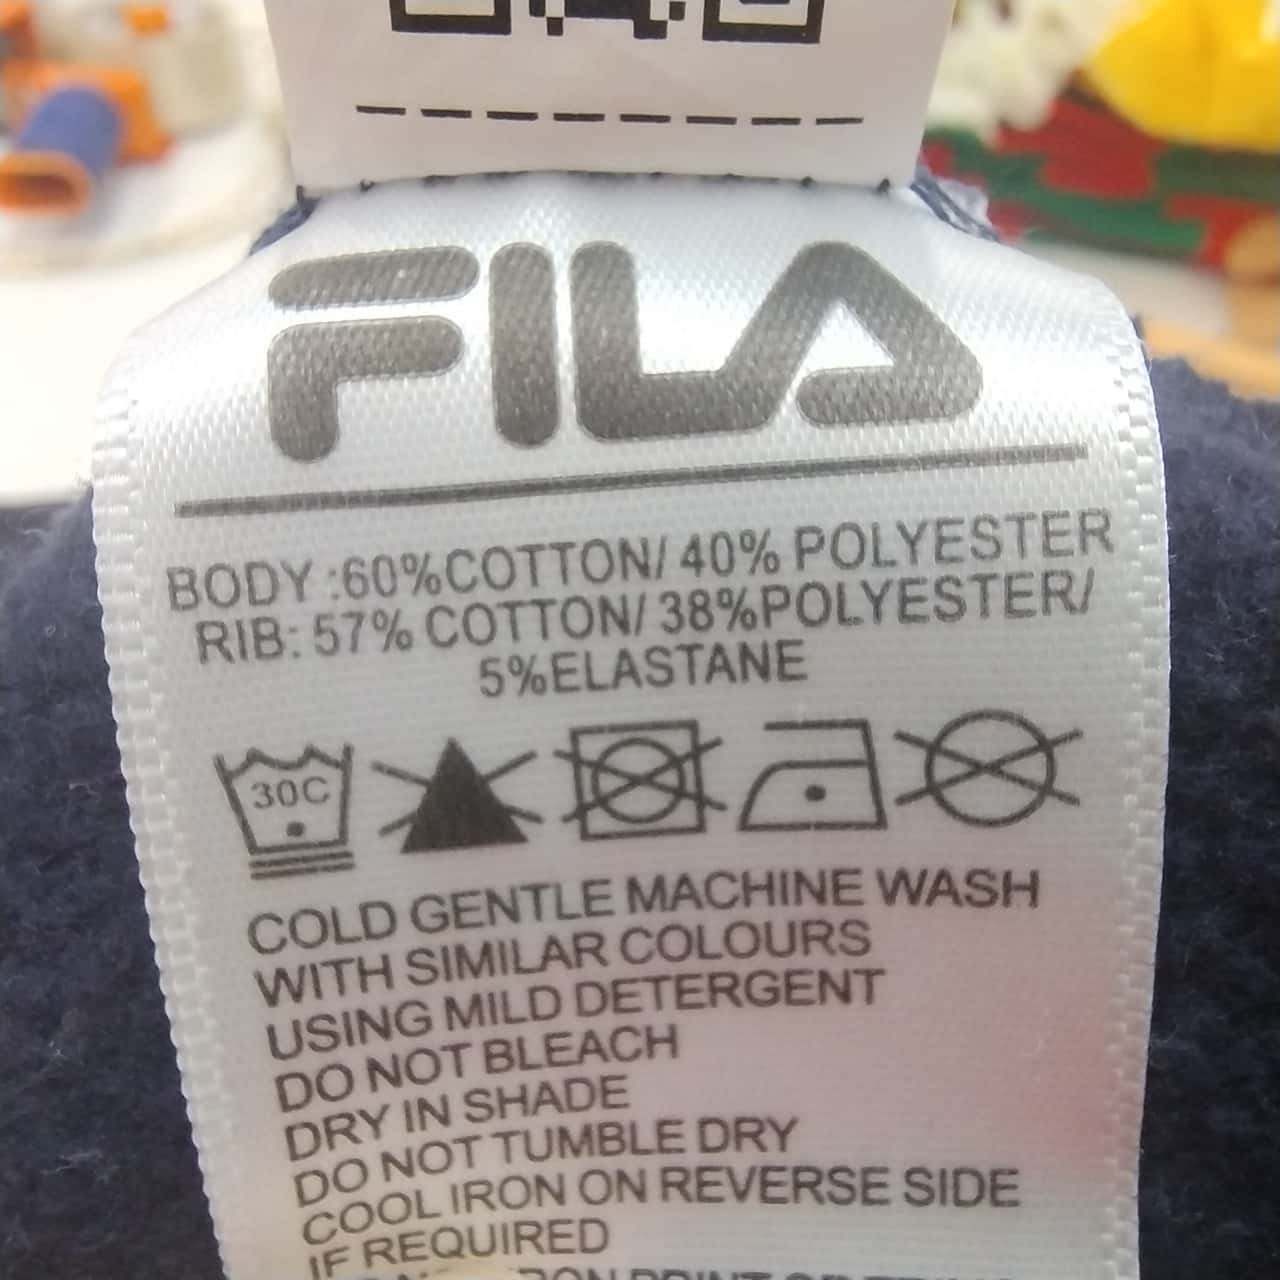 FILA
BODY :60%COTTON/ 40% POLYESTER
RIB: 57% COTTON/ 38%POLYESTER/
5%ELASTANE
30C
COLD GENTLE MACHINE WASH
WITH SIMILAR COLOURS
USING MILD DETERGENT
DO NOT BLEACH
DRY IN SHADE
DO NOT TUMBLE DRY
COOL IRON ON REVERSE SIDE
IF REQUIRED
PRINT OR